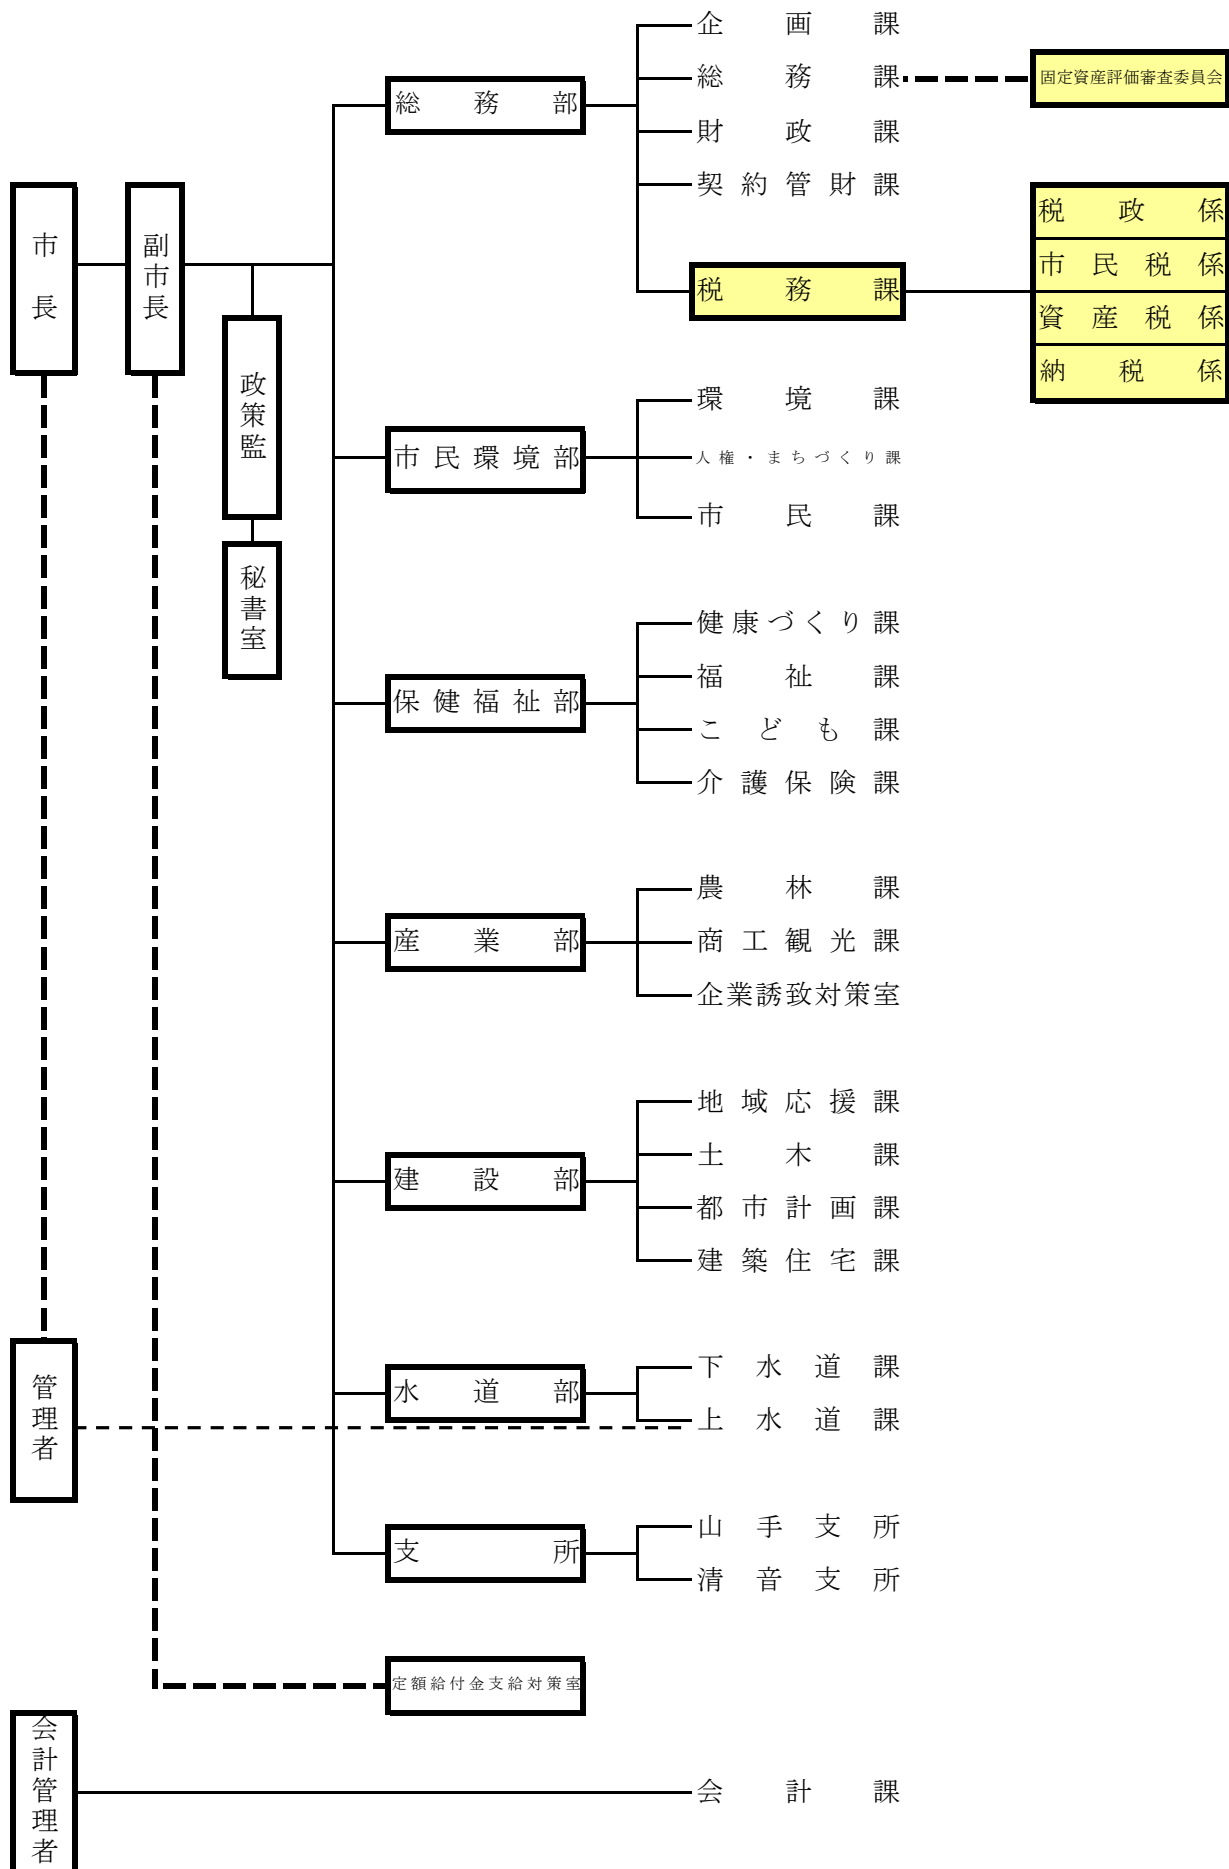 企画課
総務課
固定資産評価審査委員会
総務部
財政課
契約管財課
税務課
税政係
市民税係
資産税係
納税係
市長
副市長
政策監
秘書室
環境課
市民環境部
人権・まちづくり課
市民課
健康づくり課
福祉課
保健福祉部
こども課
介護保険課
農林課
産業部
商工観光課
企業誘致対策室
地域応援課
土木課
建設部
都市計画課
建築住宅課
管理者
下水道課
水道部
上水道課
山手支所
支所
清音支所
定額給付金支給対策室
会計管理者
会計課